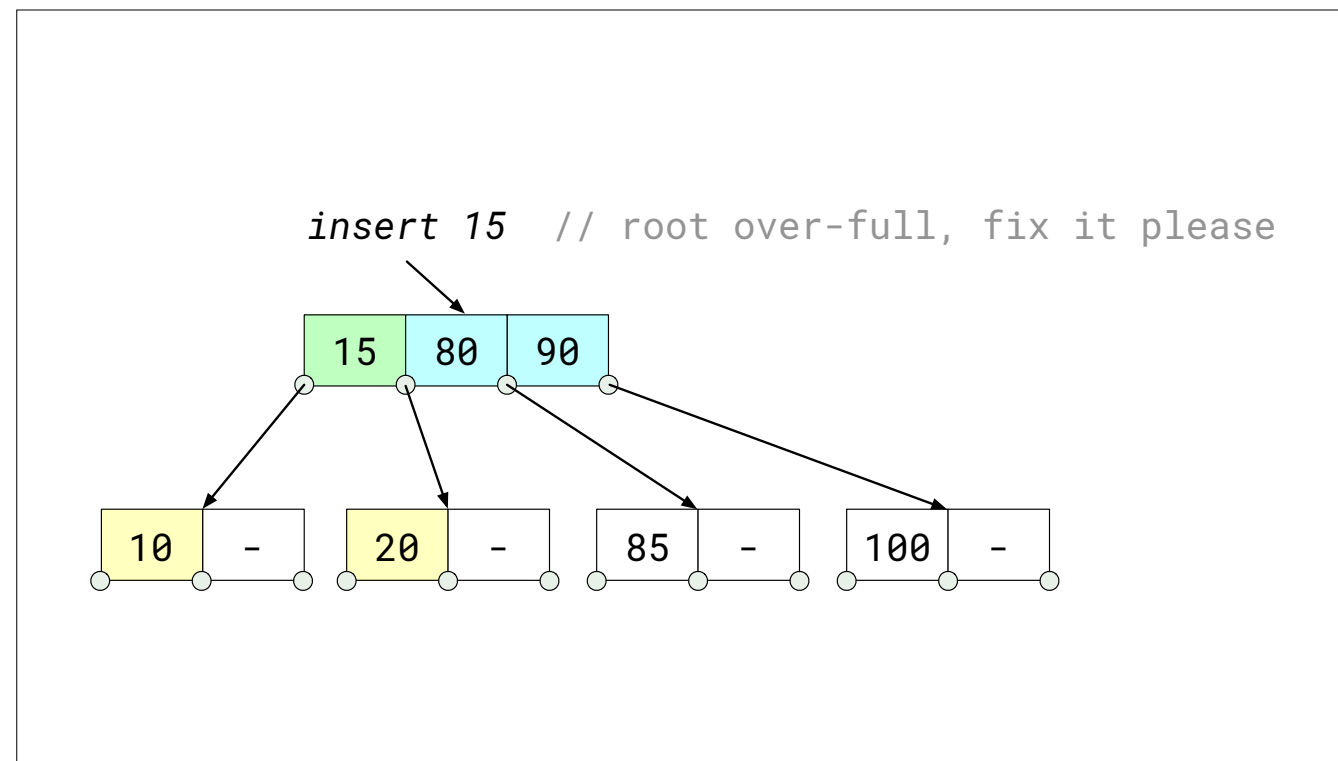 insert 15 // root over-full, fix it please
15 80 90
10 - 20 - 85 - 100 -